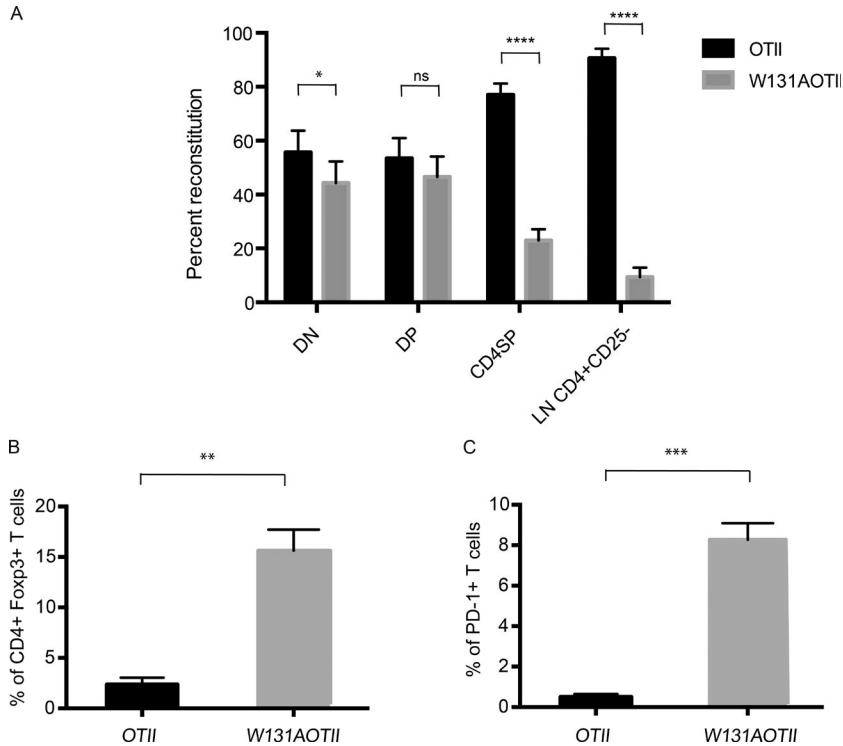 A
Percent reconstitution
100
80
60
40
20
0
*
ns
****
****
OTII
W131AOTII
DN
DP
CD4SP
LN CD4+CD25-
B
**
% of CD4+ Foxp3+ T cells
20
15
10
5
0
OTII
W131AOTII
C
***
% of PD-1+ T cells
10
8
6
4
2
0
OTII
W131AOTII